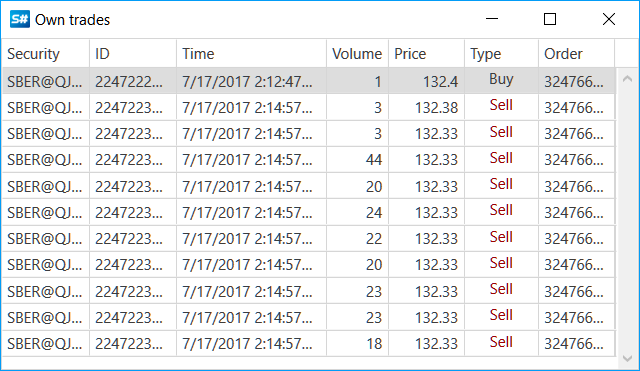 S# Own trades
Security ID Time Volume Price Type Order
SBER@QJ... 2247222... 7/17/2017 2:12:47... 1 132.4 Buy 324766...
SBER@QJ... 2247223... 7/17/2017 2:14:57... 3 132.38 Sell 324766...
SBER@QJ... 2247223... 7/17/2017 2:14:57... 3 132.33 Sell 324766...
SBER@QJ... 2247223... 7/17/2017 2:14:57... 44 132.33 Sell 324766...
SBER@QJ... 2247223... 7/17/2017 2:14:57... 20 132.33 Sell 324766...
SBER@QJ... 2247223... 7/17/2017 2:14:57... 24 132.33 Sell 324766...
SBER@QJ... 2247223... 7/17/2017 2:14:57... 22 132.33 Sell 324766...
SBER@QJ... 2247223... 7/17/2017 2:14:57... 20 132.33 Sell 324766...
SBER@QJ... 2247223... 7/17/2017 2:14:57... 23 132.33 Sell 324766...
SBER@QJ... 2247223... 7/17/2017 2:14:57... 23 132.33 Sell 324766...
SBER@QJ... 2247223... 7/17/2017 2:14:57... 18 132.33 Sell 324766...